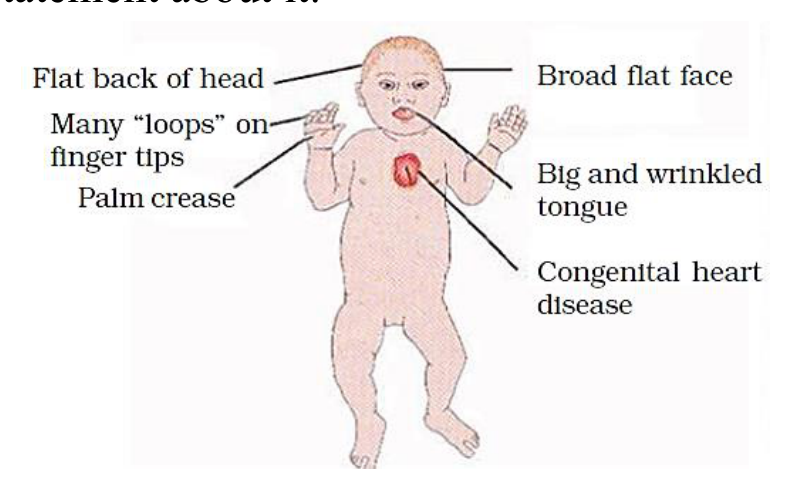 Flat back of head
Many “loops” on
finger tips
Palm crease
Broad flat face
Big and wrinkled
tongue
Congenital heart
disease